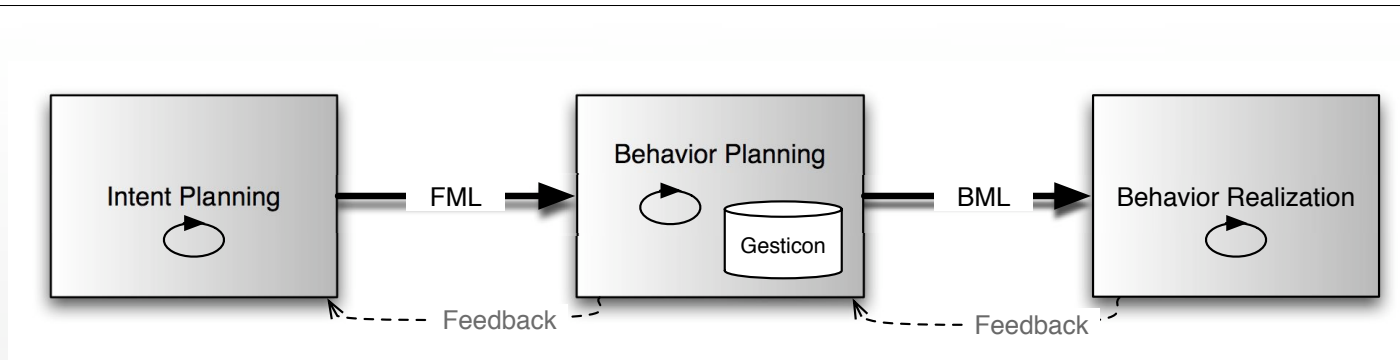 Intent Planning
FML
Behavior Planning
Gesticon
BML
Behavior Realization
Feedback
Feedback